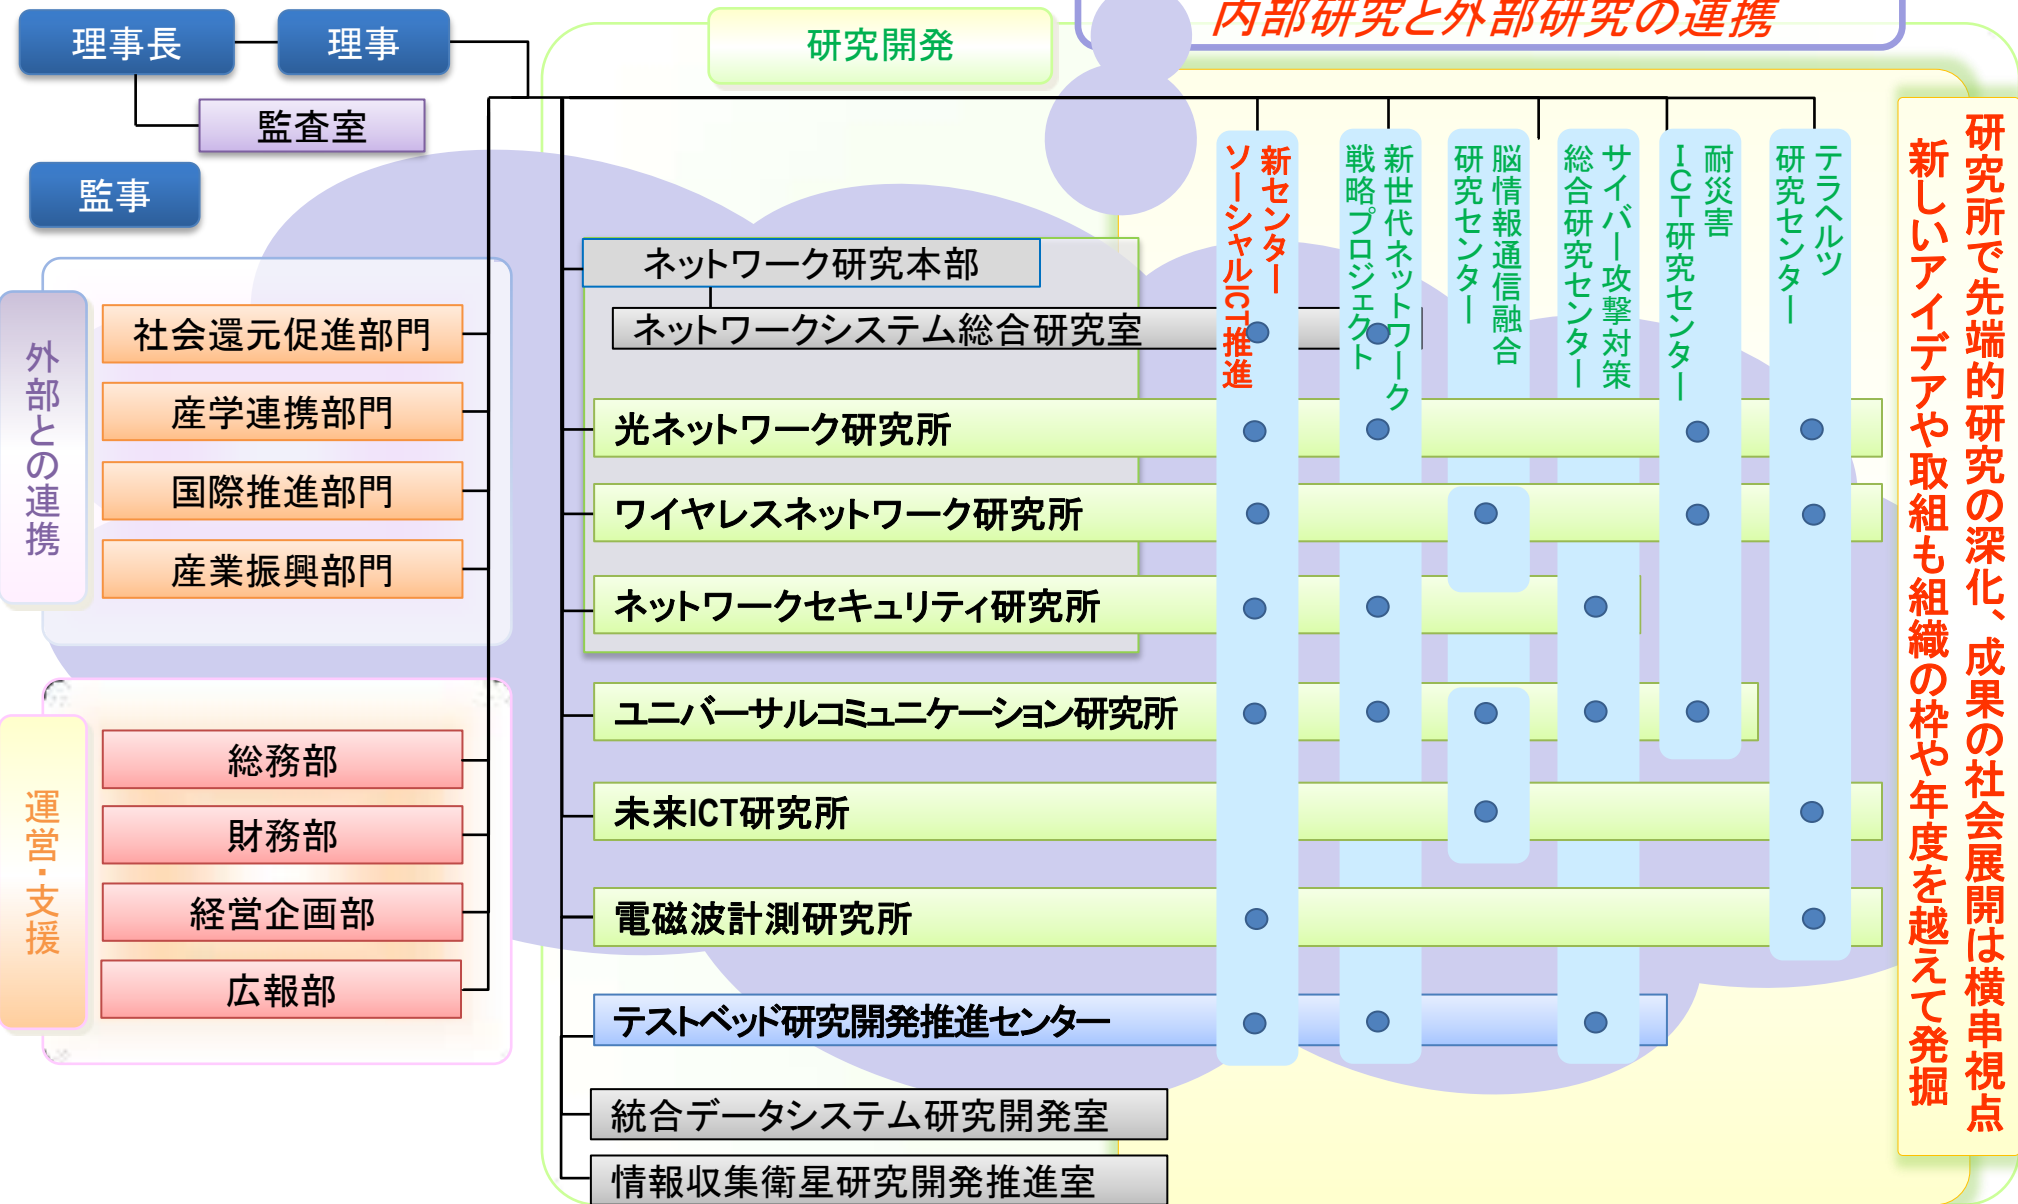 内部研究と外部研究の連携
理事長
理事
研究開発
監査室
監事
外部との連携
社会還元促進部門
産学連携部門
国際推進部門
産業振興部門
運営・支援
総務部
財務部
経営企画部
広報部
新センター
ソーシャルICT推進
新世代ネットワーク
戦略プロジェクト
脳情報通信融合
研究センター
サイバー攻撃対策
総合研究センター
耐災害
ICT研究センター
テラヘルツ
研究センター
ネットワーク研究本部
ネットワークシステム総合研究室
光ネットワーク研究所
ワイヤレスネットワーク研究所
ネットワークセキュリティ研究所
ユニバーサルコミュニケーション研究所
未来ICT研究所
電磁波計測研究所
テストベッド研究開発推進センター
統合データシステム研究開発室
情報収集衛星研究開発推進室
研究所で先端的研究の深化、成果の社会展開は横串視点
新しいアイデアや取組も組織の枠や年度を越えて発掘